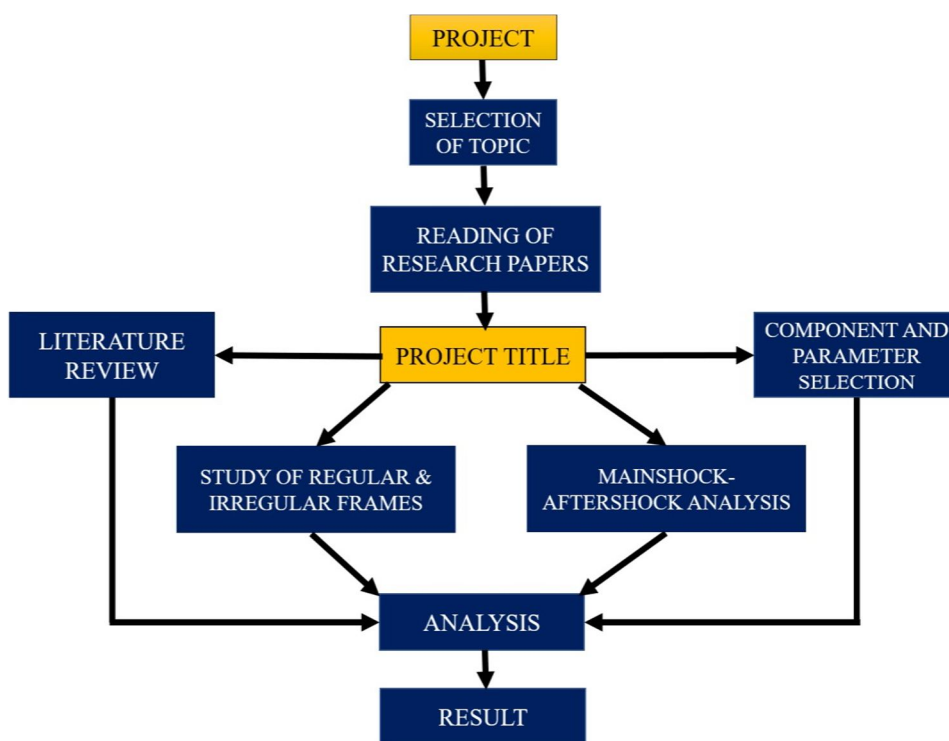 PROJECT
SELECTION
OF TOPIC
READING OF
RESEARCH PAPERS
LITERATURE
REVIEW
PROJECT TITLE
COMPONENT AND
PARAMETER
SELECTION
STUDY OF REGULAR &
IRREGULAR FRAMES
MAINSHOCK-
AFTERSHOCK ANALYSIS
ANALYSIS
RESULT